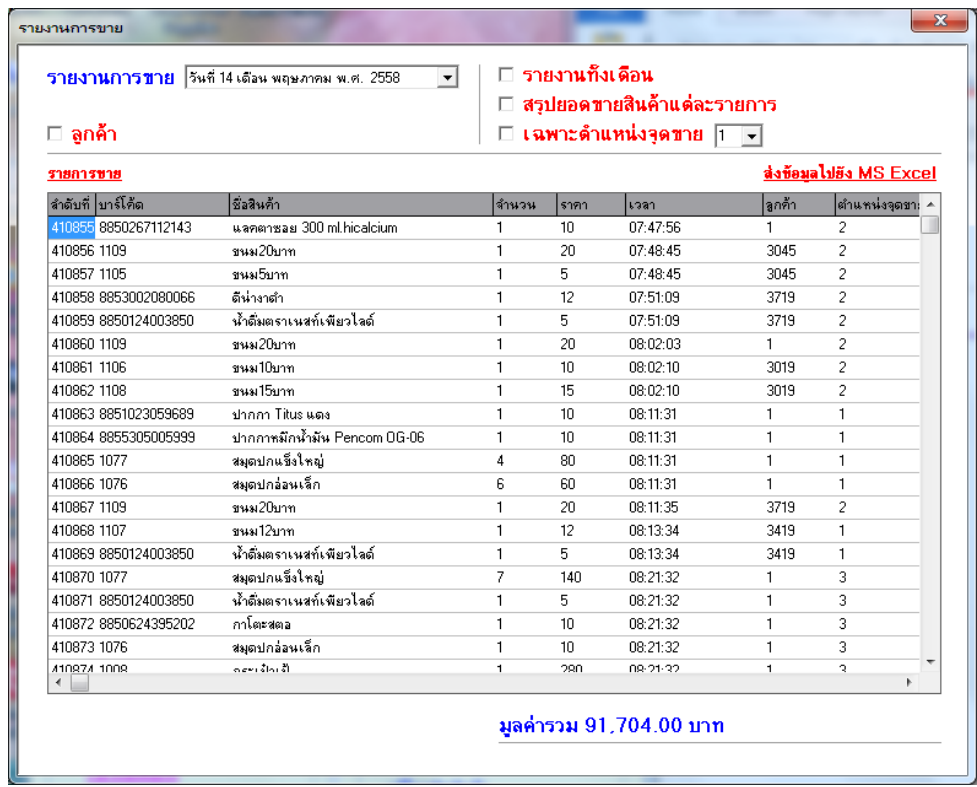 รายงานการขาย
รายงานการขาย วันที่ 14 เดือน พฤษภาคม พ.ศ. 2558
รายงานทั้งเดือน
สรุปยอดขายสินค้าแต่ละรายการ
ลูกค้า
เฉพาะตำแหน่งจุดขาย 1
รายการขาย
ส่งข้อมูลไปยัง MS Excel
ลำดับที่ บาร์โค้ด ชื่อสินค้า จำนวน ราคา เวลา ลูกค้า ตำแหน่งจุดขาย
410855 8850267112143 แลคตาซอย 300 ml.hicalcium 1 10 07:47:56 1 2
410856 1109 ขนม20บาท 1 20 07:48:45 3045 2
410857 1105 ขนม5บาท 1 5 07:48:45 3045 2
410858 8853002080066 ดีน่างาดำ 1 12 07:51:09 3719 2
410859 8850124003850 น้ำดื่มตราเนสท์เพียวไลด์ 1 5 07:51:09 3719 2
410860 1109 ขนม20บาท 1 20 08:02:03 1 2
410861 1106 ขนม10บาท 1 10 08:02:10 3019 2
410862 1108 ขนม15บาท 1 15 08:02:10 3019 2
410863 8851023059689 ปากกา Titus แดง 1 10 08:11:31 1 1
410864 8855305005999 ปากกาหมึกน้ำมัน Pencom OG-06 1 10 08:11:31 1 1
410865 1077 สมุดปกแข็งใหญ่ 4 80 08:11:31 1 1
410866 1076 สมุดปกอ่อนเล็ก 6 60 08:11:31 1 1
410867 1109 ขนม20บาท 1 20 08:11:35 3719 2
410868 1107 ขนม12บาท 1 12 08:13:34 3419 1
410869 8850124003850 น้ำดื่มตราเนสท์เพียวไลด์ 1 5 08:13:34 3419 1
410870 1077 สมุดปกแข็งใหญ่ 7 140 08:21:32 1 3
410871 8850124003850 น้ำดื่มตราเนสท์เพียวไลด์ 1 5 08:21:32 1 3
410872 8850624395202 กาโตะสตอ 1 10 08:21:32 1 3
410873 1076 สมุดปกอ่อนเล็ก 1 10 08:21:32 1 3
410874 1008 กระเป๋าเป้ 1 280 08:21:32 1 3
มูลค่ารวม 91,704.00 บาท